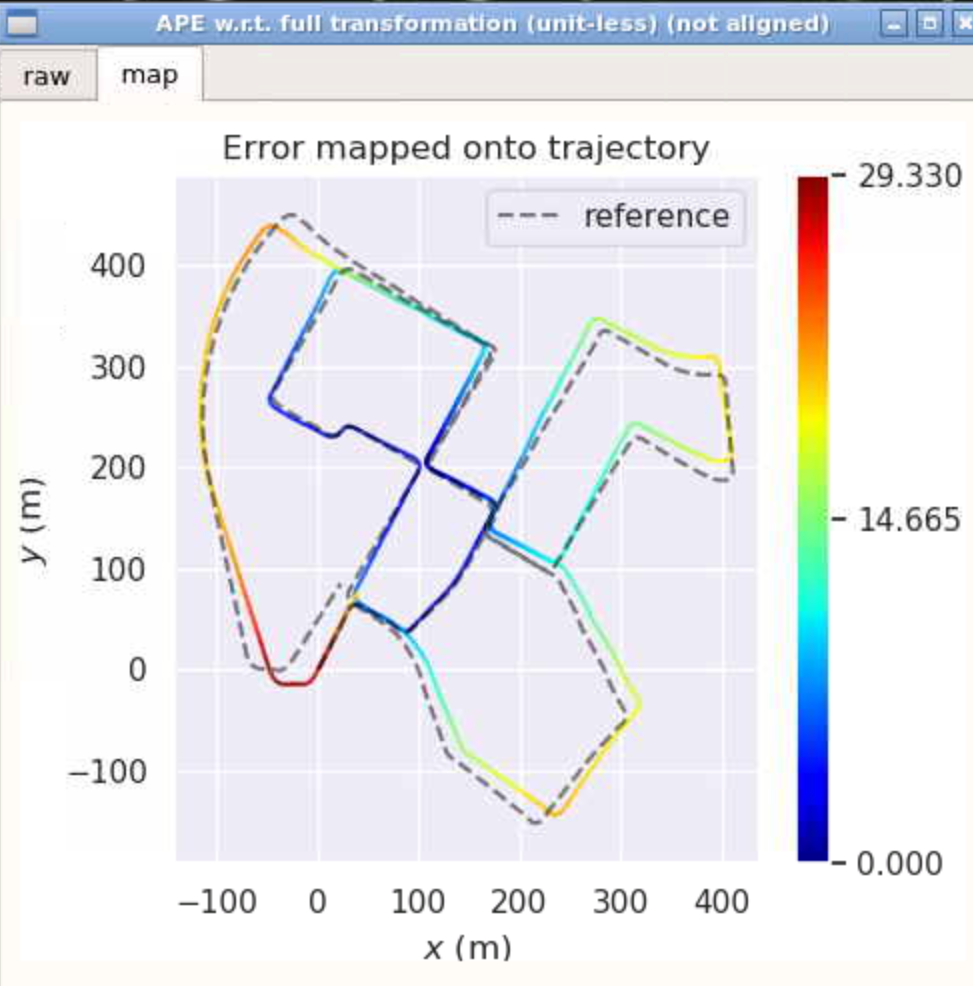 APE w.r.t. full transformation (unit-less) (not aligned)
raw map
Error mapped onto trajectory
reference
29.330
14.665
0.000
400
300
200
100
0
−100
y (m)
−100 0 100 200 300 400
x (m)